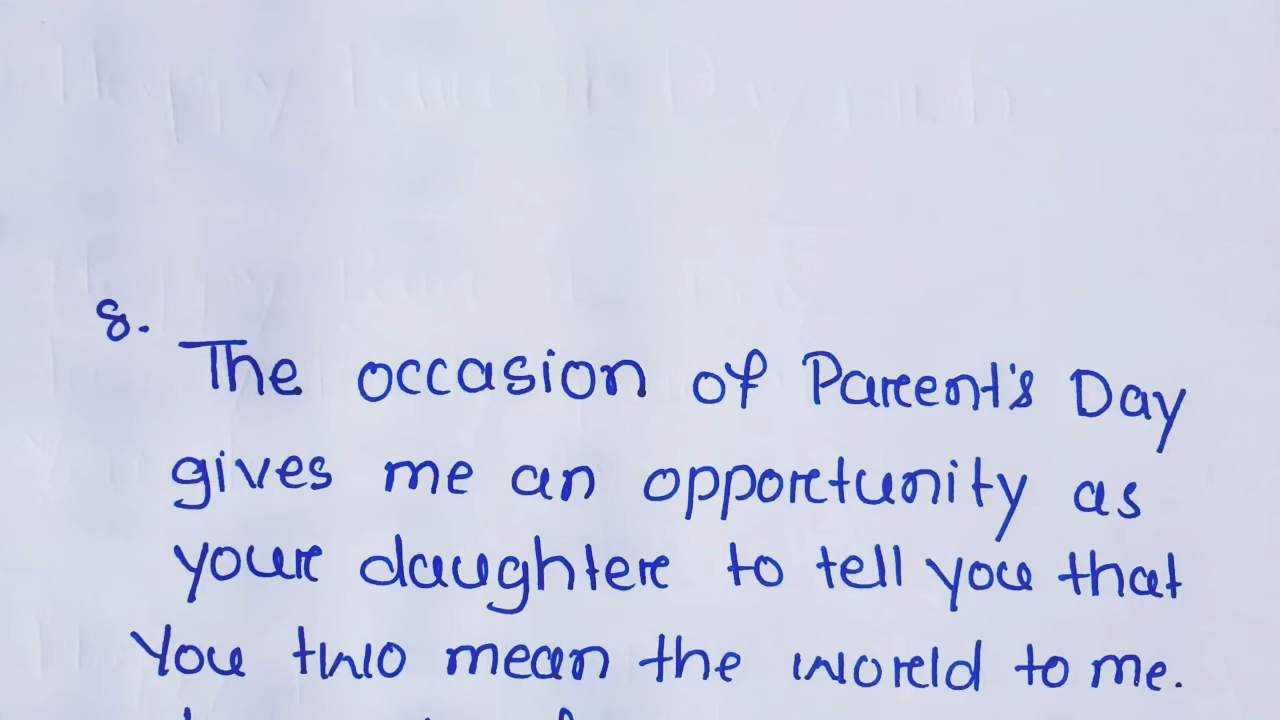 8.
The occasion of Parent's Day
gives me an opportunity as
your daughter to tell you that
You two mean the world to me.